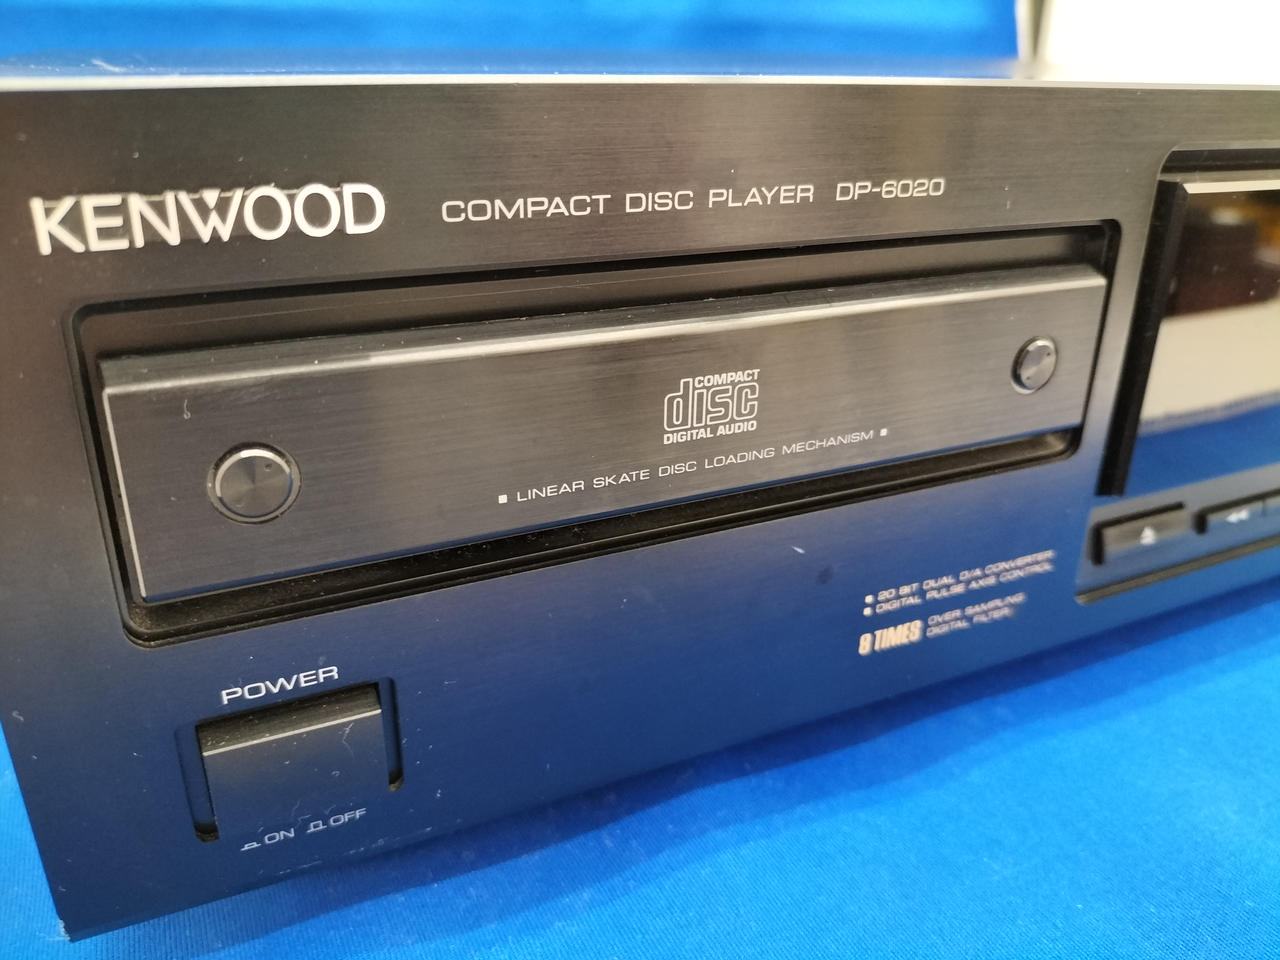 KENWOOD COMPACT DISC PLAYER DP-6020
COMPACT
disc
DIGITAL AUDIO
▪ LINEAR SKATE DISC LOADING MECHANISM ▪
▪ 20 BIT DUAL D/A CONVERTER
▪ DIGITAL PULSE AXIS CONTROL
8 TIMES OVER SAMPLING
DIGITAL FILTER
POWER
ON OFF